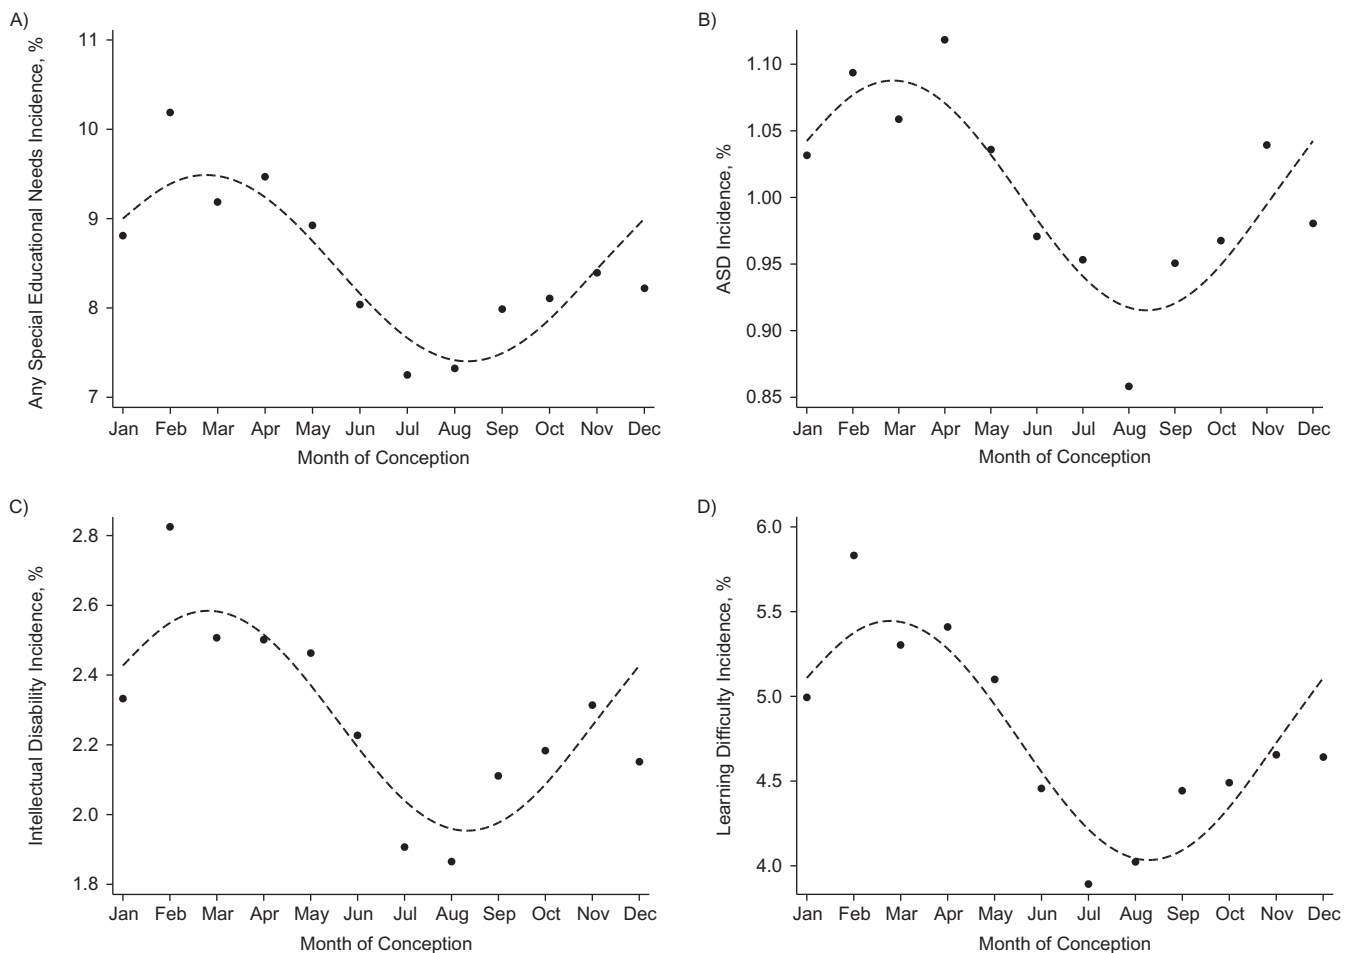 A)
Any Special Educational Needs Incidence, %
11
10
9
8
7
Jan Feb Mar Apr May Jun Jul Aug Sep Oct Nov Dec
Month of Conception
B)
ASD Incidence, %
1.10
1.05
1.00
0.95
0.90
0.85
Jan Feb Mar Apr May Jun Jul Aug Sep Oct Nov Dec
Month of Conception
C)
Intellectual Disability Incidence, %
2.8
2.6
2.4
2.2
2.0
1.8
Jan Feb Mar Apr May Jun Jul Aug Sep Oct Nov Dec
Month of Conception
D)
Learning Difficulty Incidence, %
6.0
5.5
5.0
4.5
4.0
Jan Feb Mar Apr May Jun Jul Aug Sep Oct Nov Dec
Month of Conception